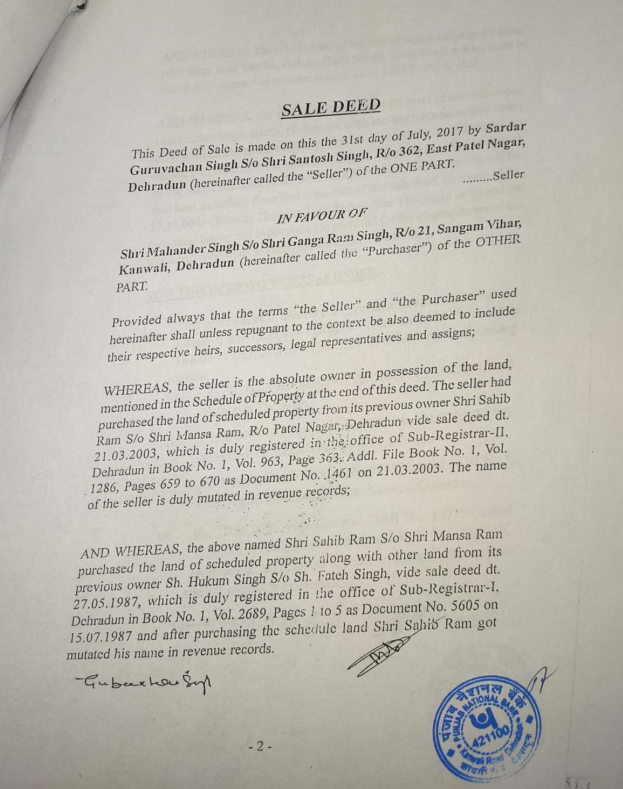 SALE DEED
This Deed of Sale is made on this the 31st day of July, 2017 by Sardar
Guruvachan Singh S/o Shri Santosh Singh, R/o 362, East Patel Nagar,
Dehradun (hereinafter called the “Seller”) of the ONE PART.
.........Seller
IN FAVOUR OF
Shri Mahander Singh S/o Shri Ganga Ram Singh, R/o 21, Sangam Vihar,
Kanwali, Dehradun (hereinafter called the “Purchaser”) of the OTHER
PART.
Provided always that the terms “the Seller” and “the Purchaser” used
hereinafter shall unless repugnant to the context be also deemed to include
their respective heirs, successors, legal representatives and assigns;
WHEREAS, the seller is the absolute owner in possession of the land,
mentioned in the Schedule of Property at the end of this deed. The seller had
purchased the land of scheduled property from its previous owner Shri Sahib
Ram S/o Shri Mansa Ram, R/o Patel Nagar, Dehradun vide sale deed dt.
21.03.2003, which is duly registered in the office of Sub-Registrar-II,
Dehradun in Book No. 1, Vol. 963, Page 363, Addl. File Book No. 1, Vol.
1286, Pages 659 to 670 as Document No. 1461 on 21.03.2003. The name
of the seller is duly mutated in revenue records;
AND WHEREAS, the above named Shri Sahib Ram S/o Shri Mansa Ram
purchased the land of scheduled property along with other land from its
previous owner Sh. Hukum Singh S/o Sh. Fateh Singh, vide sale deed dt.
27.05.1987, which is duly registered in the office of Sub-Registrar-I,
Dehradun in Book No. 1, Vol. 2689, Pages 1 to 5 as Document No. 5605 on
15.07.1987 and after purchasing the schedule land Shri Sahib Ram got
mutated his name in revenue records.
पंजाब नैशनल बैंक
PUNJAB NATIONAL BANK
421100
- 2 -